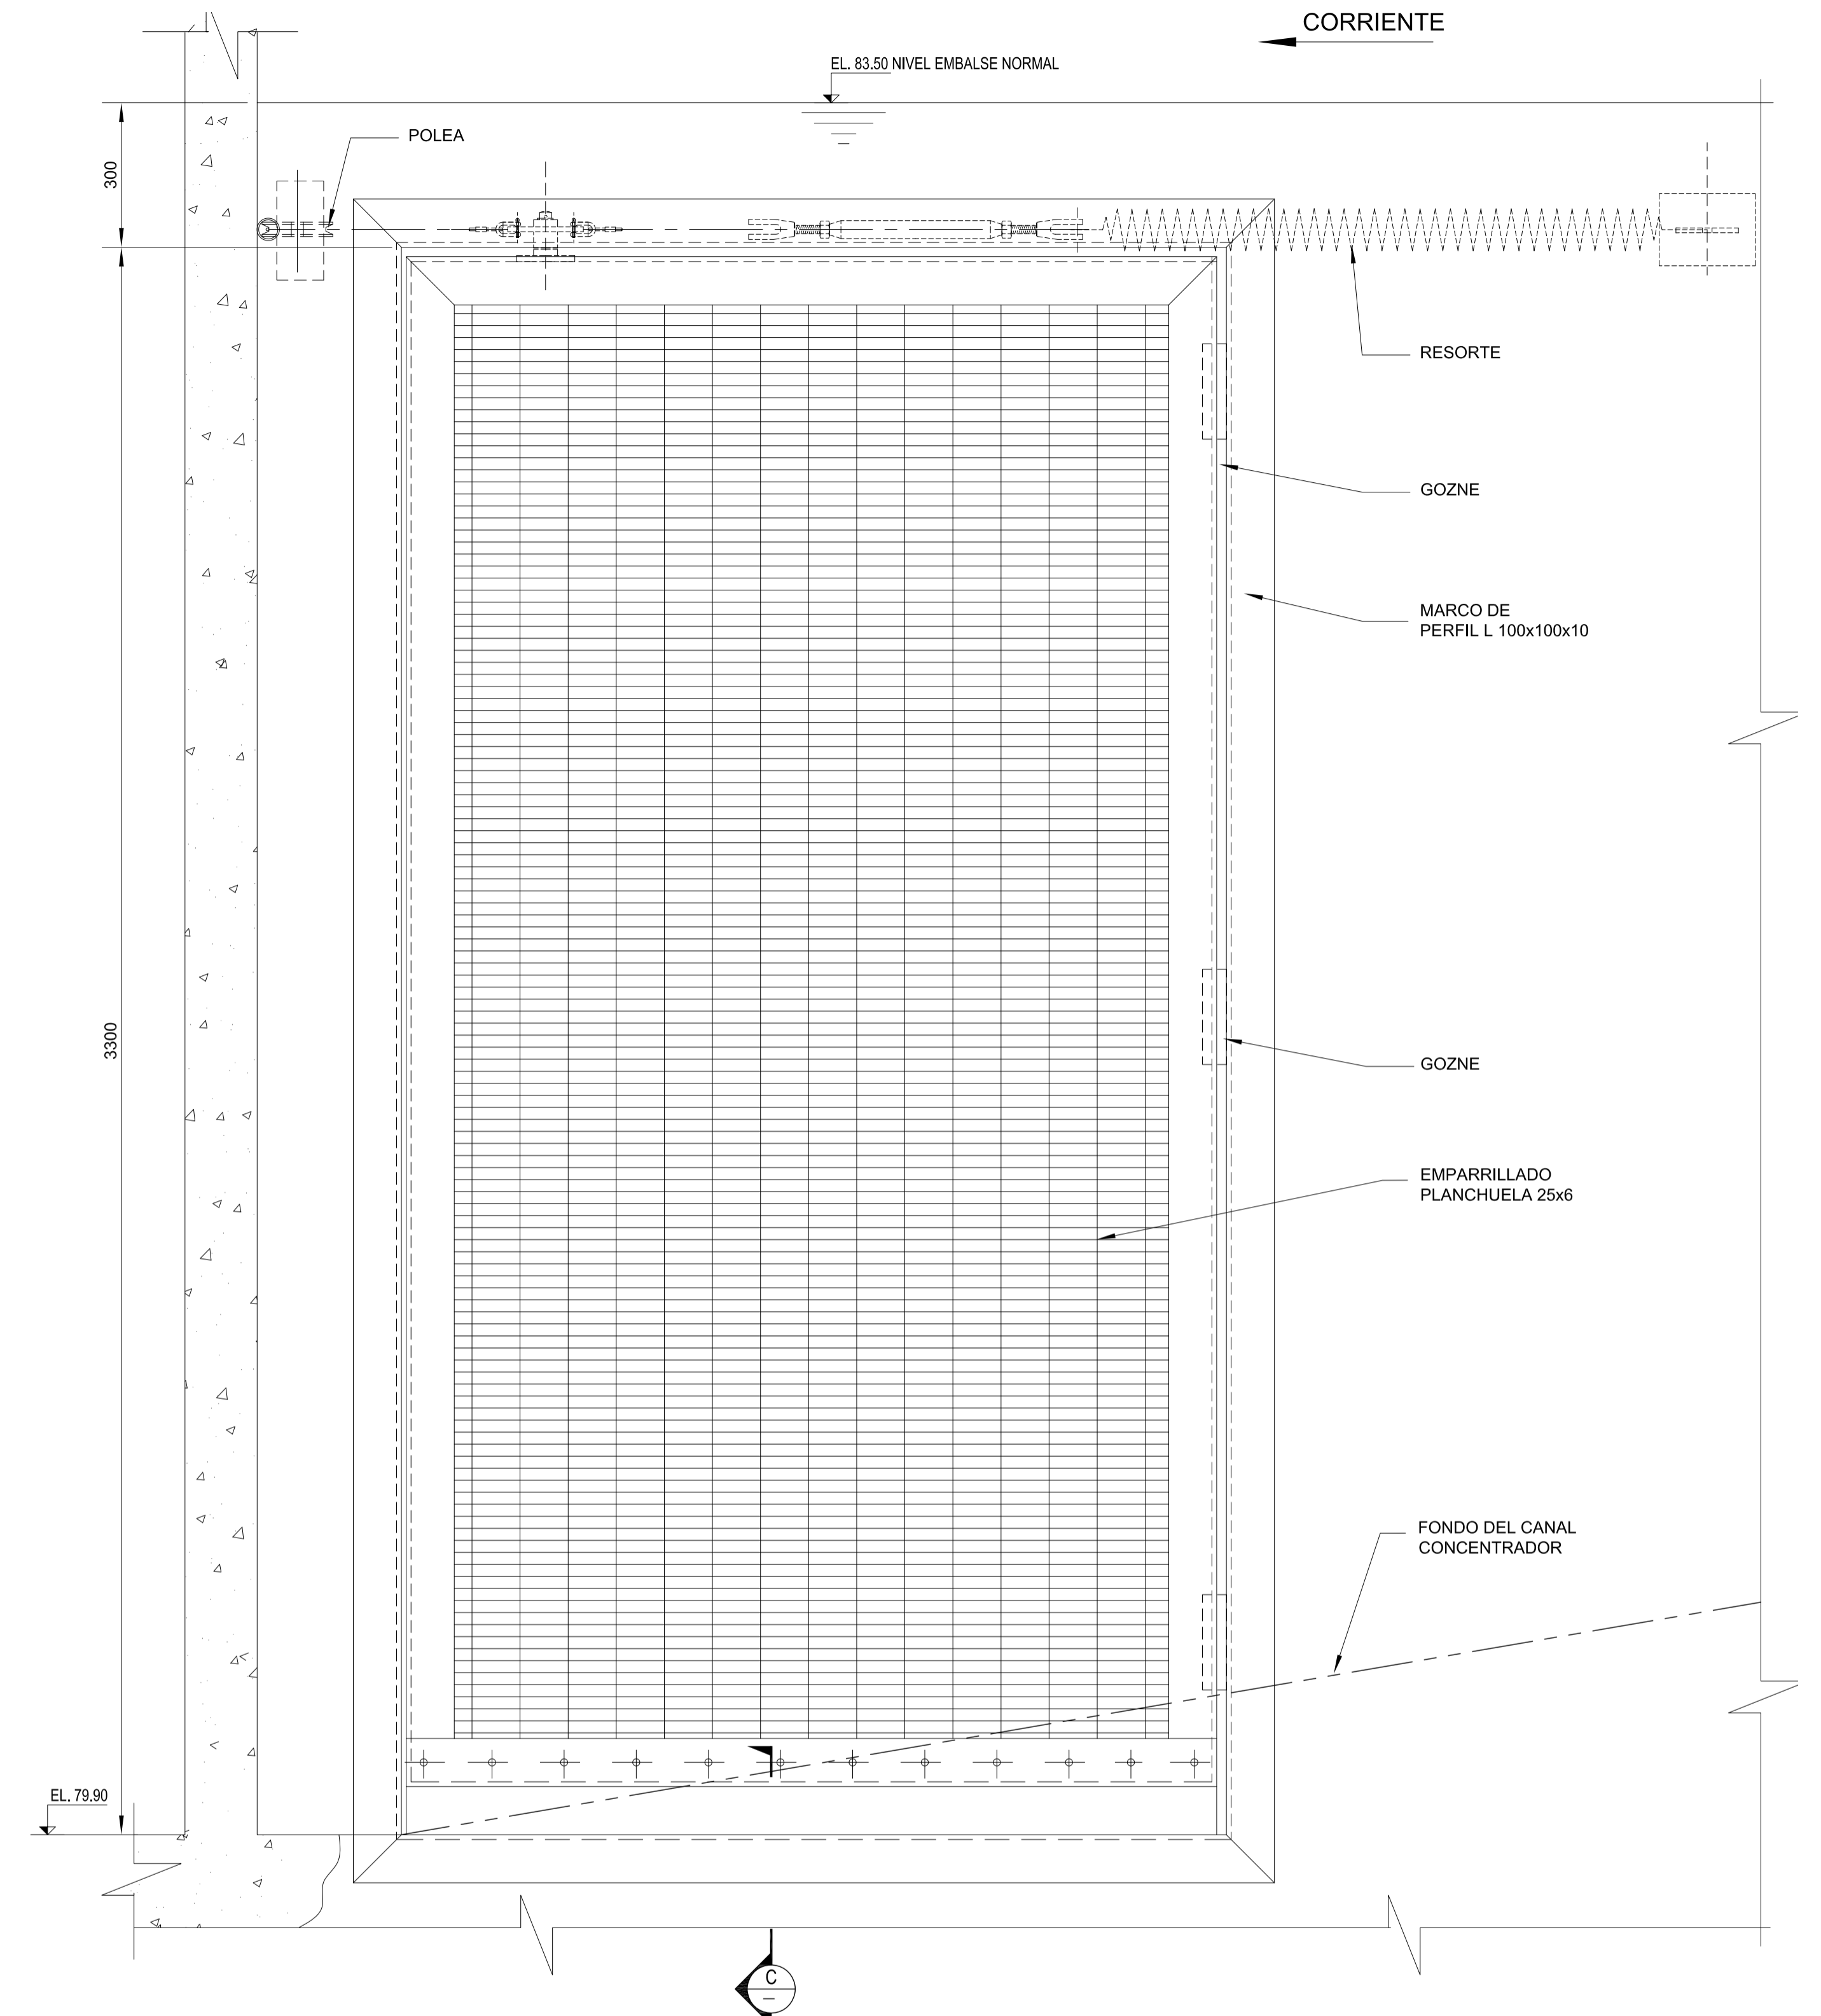 CORRIENTE
EL. 83.50 NIVEL EMBALSE NORMAL
POLEA
300
RESORTE
GOZNE
MARCO DE
PERFIL L 100x100x10
3300
GOZNE
EMPARRILLADO
PLANCHUELA 25x6
FONDO DEL CANAL
CONCENTRADOR
EL. 79.90
C
–